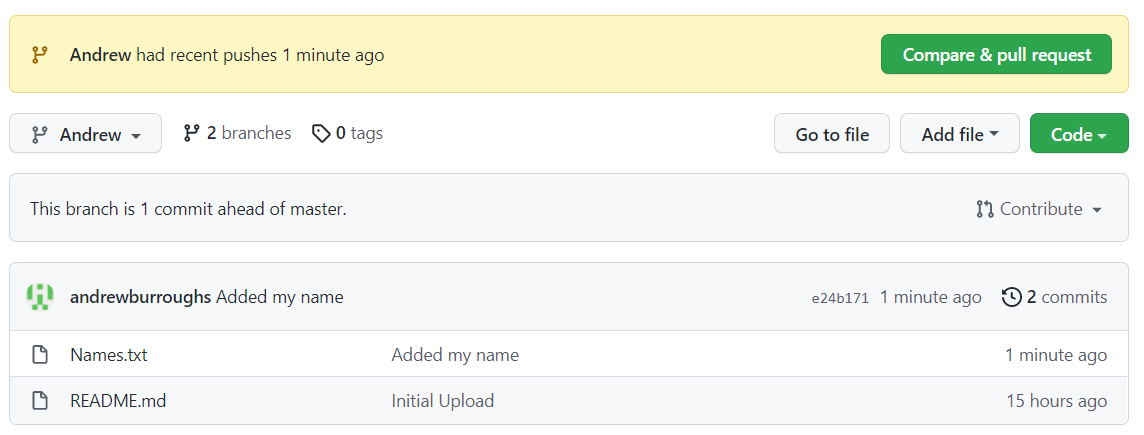 Andrew had recent pushes 1 minute ago Compare & pull request
Andrew 2 branches 0 tags Go to file Add file Code
This branch is 1 commit ahead of master. Contribute
andrewburroughs Added my name e24b171 1 minute ago 2 commits
Names.txt Added my name 1 minute ago
README.md Initial Upload 15 hours ago